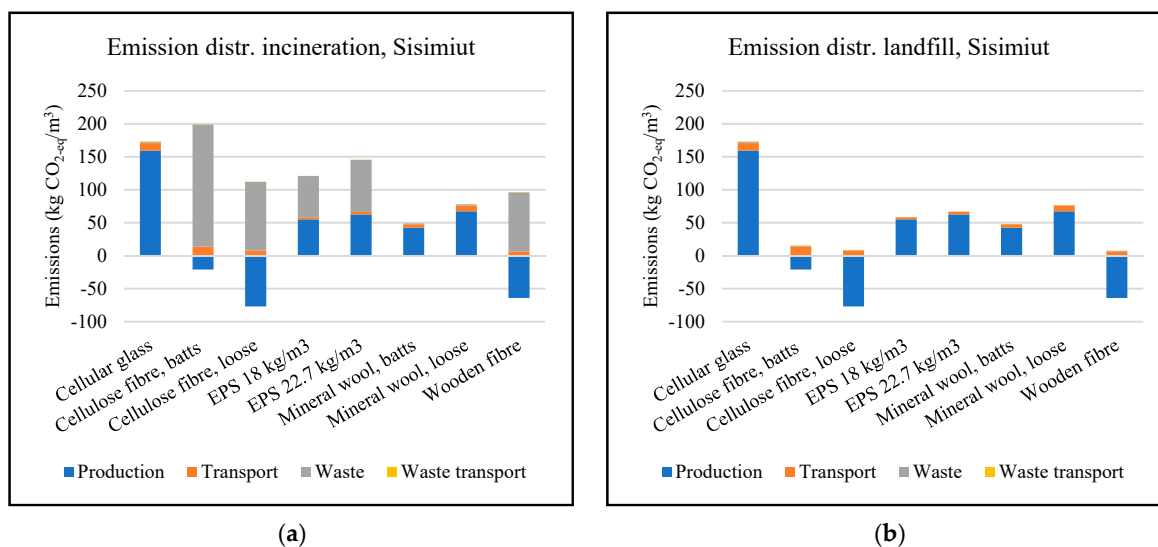 Emission distr. incineration, Sisimiut
Emissions (kg CO2-eq/m³)
250
200
150
100
50
0
-50
-100
Cellular glass
Cellulose fibre, batts
Cellulose fibre, loose
EPS 18 kg/m3
EPS 22.7 kg/m3
Mineral wool, batts
Mineral wool, loose
Wooden fibre
Production Transport Waste Waste transport
(a)
Emission distr. landfill, Sisimiut
Emissions (kg CO2-eq/m³)
250
200
150
100
50
0
-50
-100
Cellular glass
Cellulose fibre, batts
Cellulose fibre, loose
EPS 18 kg/m3
EPS 22.7 kg/m3
Mineral wool, batts
Mineral wool, loose
Wooden fibre
Production Transport Waste Waste transport
(b)